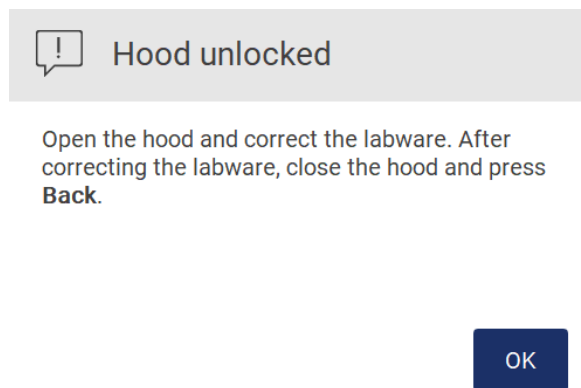 Hood unlocked
Open the hood and correct the labware. After
correcting the labware, close the hood and press
Back.
OK